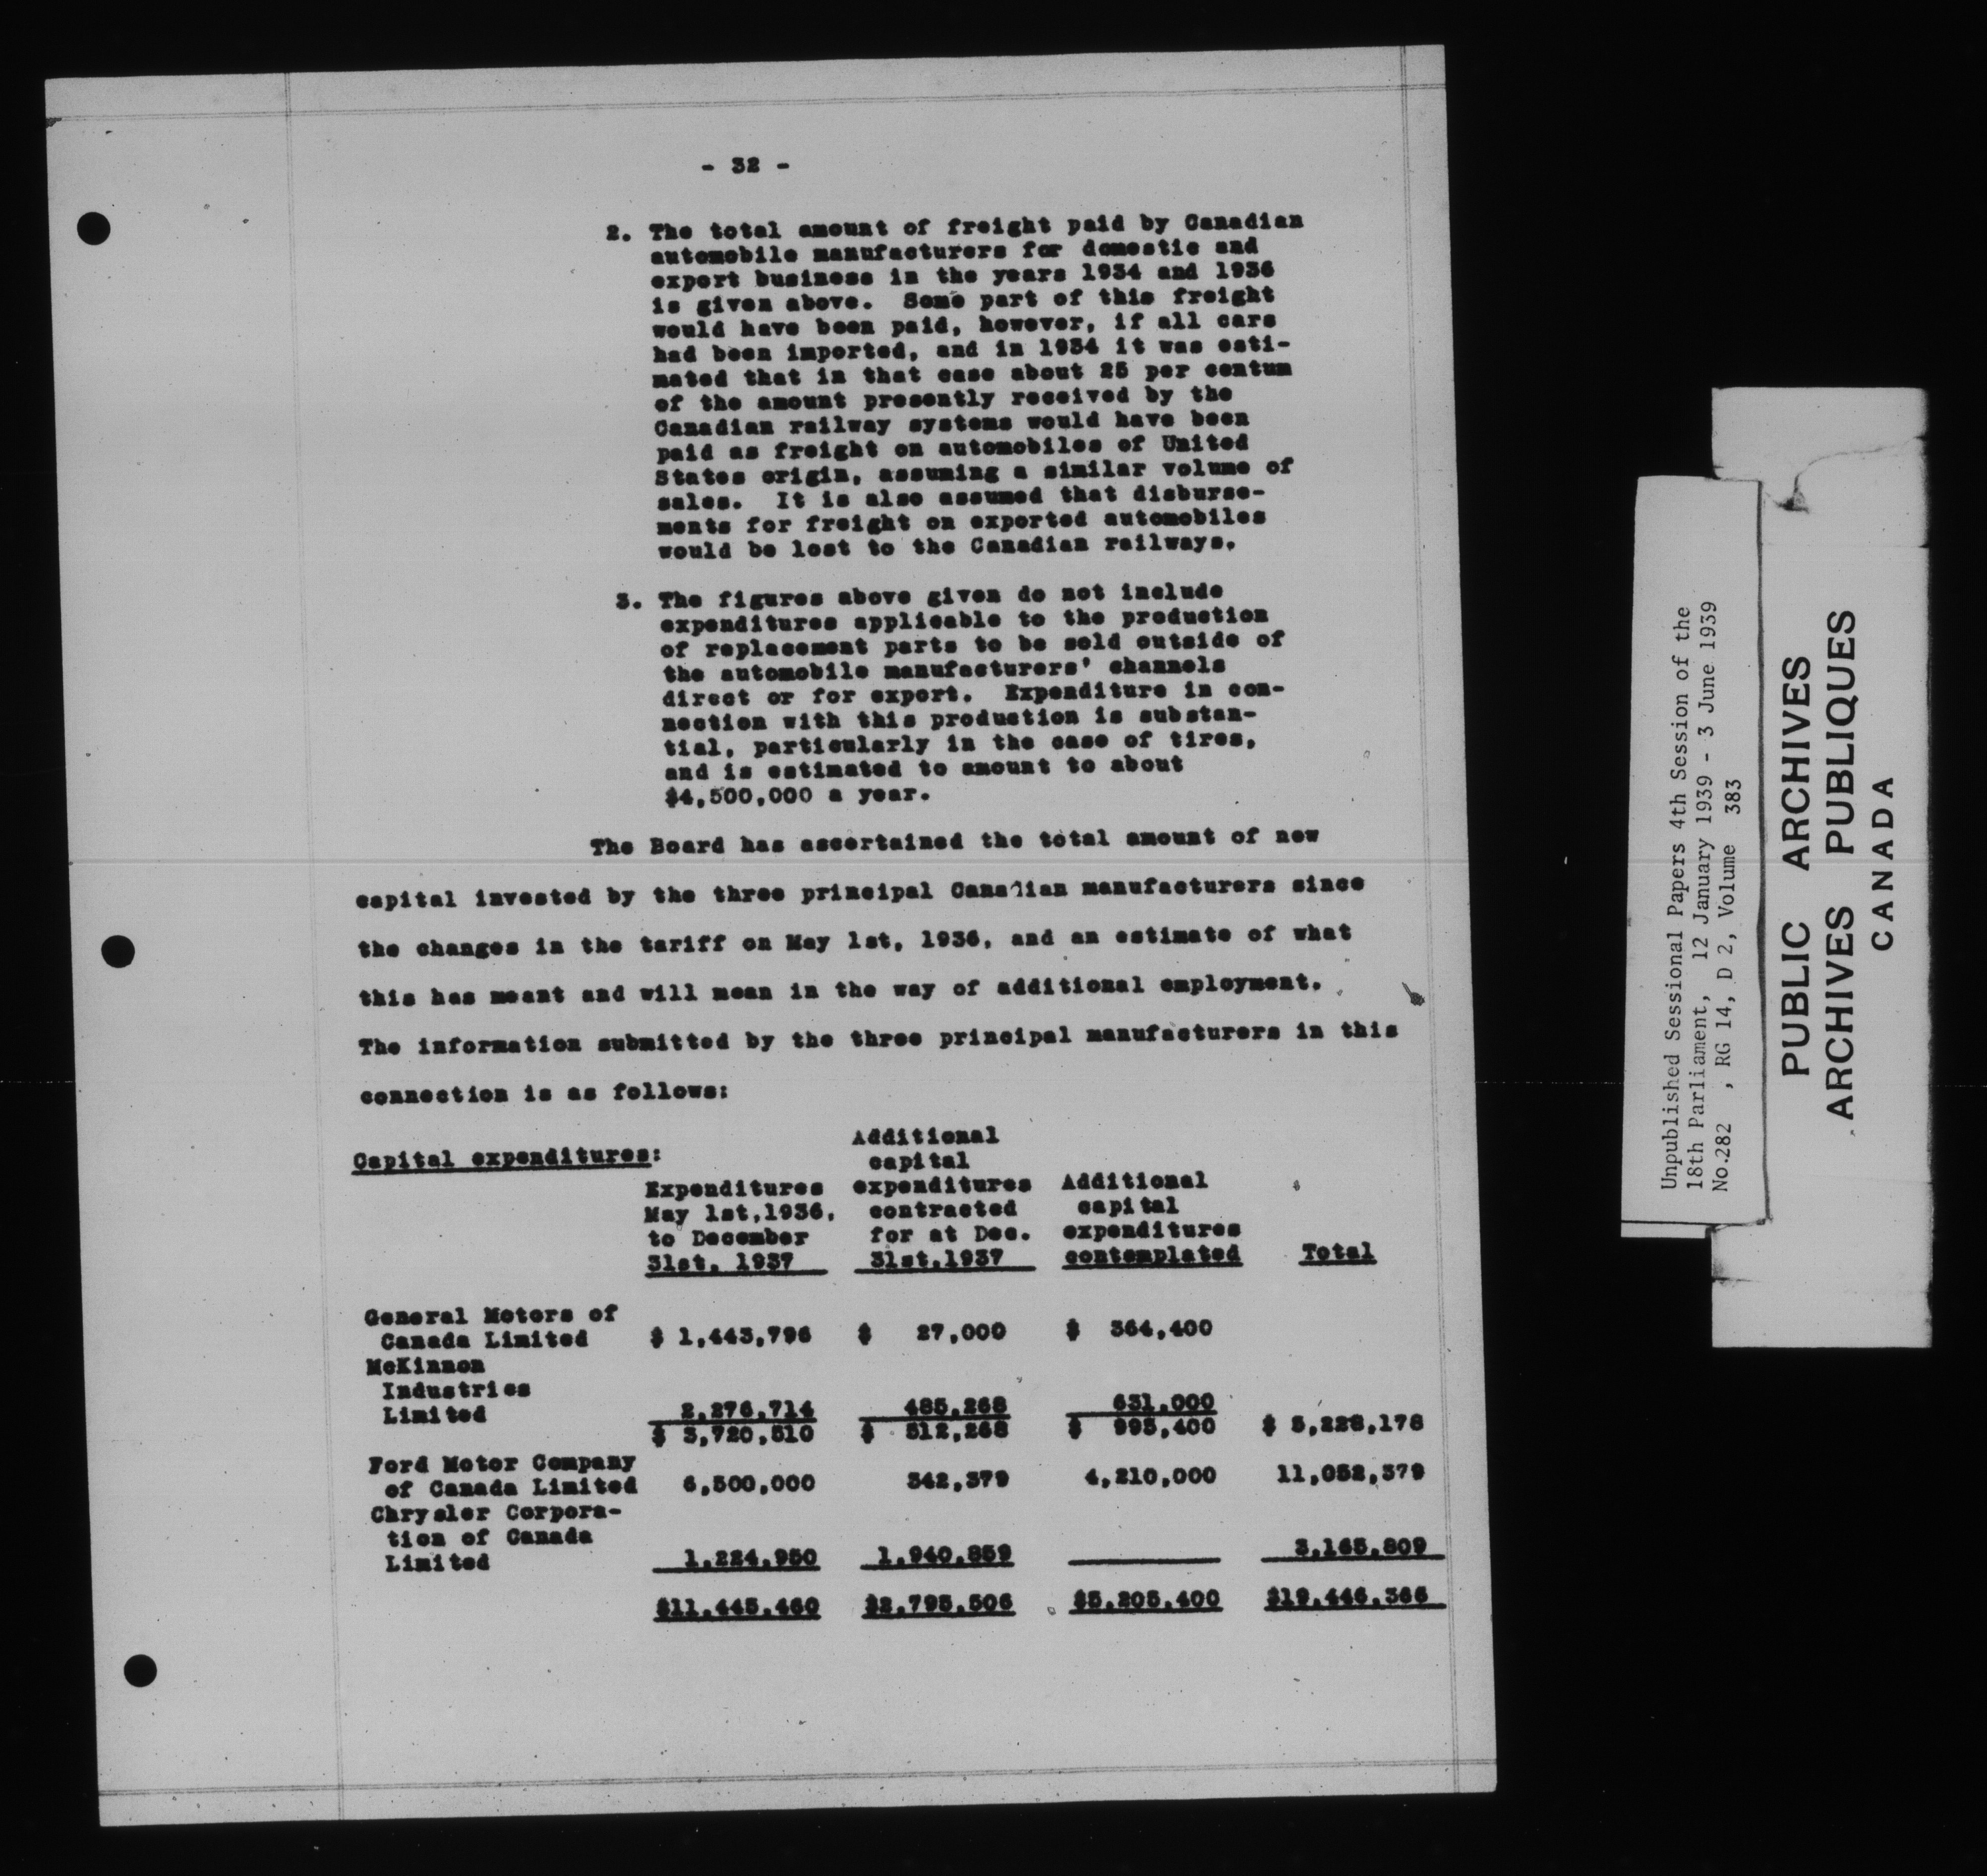 - 32 -
2. The total amount of freight paid by Canadian
automobile manufacturers for domestic and
export business in the years 1934 and 1936
is given above. Some part of this freight
would have been paid, however, if all cars
had been imported, and in 1934 it was esti-
mated that in that case about 25 per centum
of the amount presently received by the
Canadian railway systems would have been
paid as freight on automobiles of United
States origin, assuming a similar volume of
sales. It is also assumed that disburse-
ments for freight on exported automobiles
would be lost to the Canadian railways.
3. The figures above given do not include
expenditures applicable to the production
of replacement parts to be sold outside of
the automobile manufacturers' channels
direct or for export. Expenditure in con-
nection with this production is substan-
tial, particularly in the case of tires,
and is estimated to amount to about
$4,500,000 a year.
The Board has ascertained the total amount of new
capital invested by the three principal Canadian manufacturers since
the changes in the tariff on May 1st, 1936, and an estimate of what
this has meant and will mean in the way of additional employment.
The information submitted by the three principal manufacturers in this
connection is as follows:
Capital expenditures:
Additional
capital
Expenditures expenditures Additional
May 1st,1936, contracted capital
to December for at Dec. expenditures
31st, 1937 31st,1937 contemplated Total
General Motors of
Canada Limited $ 1,443,796 $ 27,000 $ 364,400
McKinnon
Industries
Limited 2,276,714 485,268 631,000
$ 3,720,510 $ 512,268 $ 995,400 $ 5,228,178
Ford Motor Company
of Canada Limited 6,500,000 342,379 4,210,000 11,052,379
Chrysler Corpora-
tion of Canada
Limited 1,224,950 1,940,859 3,165,809
$11,445,460 $2,795,506 $5,205,400 $19,446,366
Unpublished Sessional Papers 4th Session of the
18th Parliament, 12 January 1939 - 3 June 1939
No.282 , RG 14, D 2, Volume 383
PUBLIC ARCHIVES
ARCHIVES PUBLIQUES
CANADA